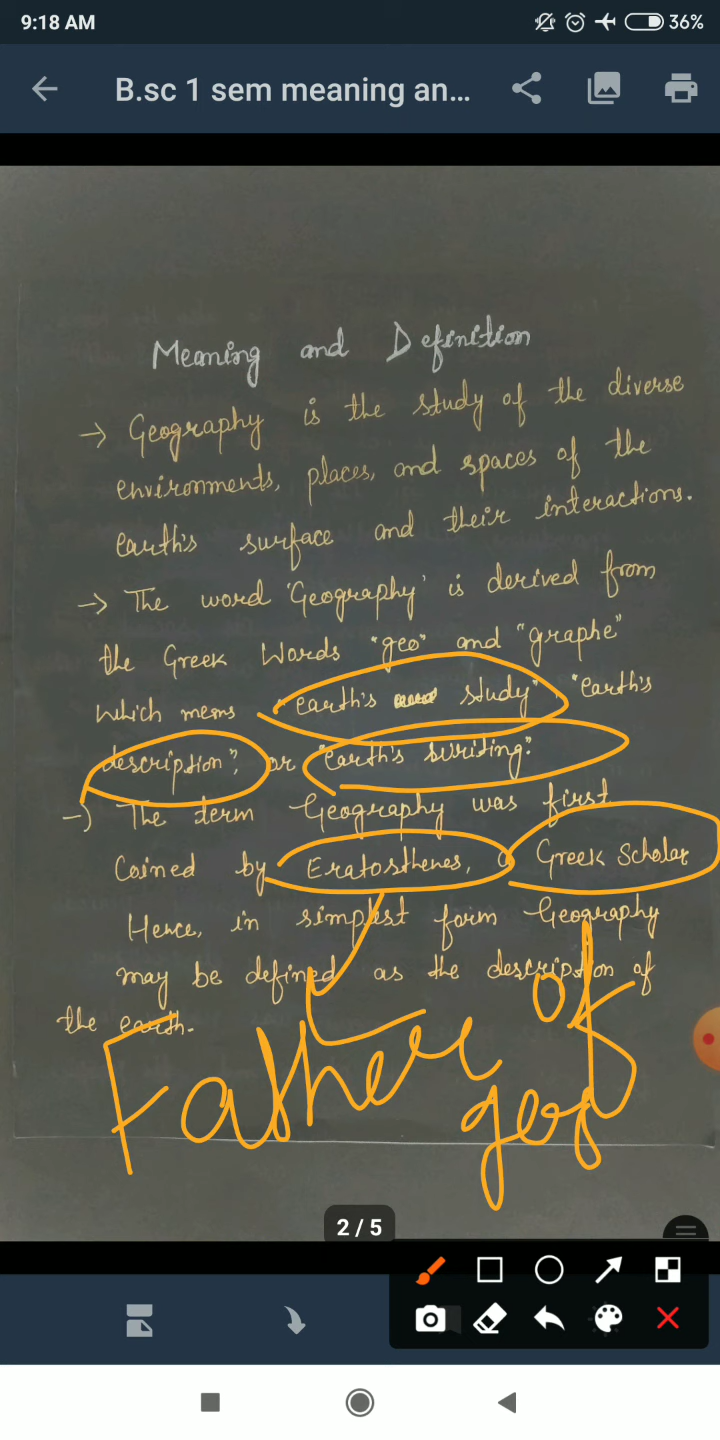 9:18 AM
36%
B.sc 1 sem meaning an...
Meaning and Definition
→ Geography is the study of the diverse
environments, places, and spaces of the
earth's surface and their interactions.
→ The word 'Geography' is derived from
the Greek Words "geo" and "graphe"
which mems "earth's study" "earth's
description", or "earth's writing".
→ The term Geography was first
Coined by Eratosthenes, a Greek Scholar
Hence, in simplest form Geography
may be defined as the description of
the earth.
Father of
geo
2 / 5